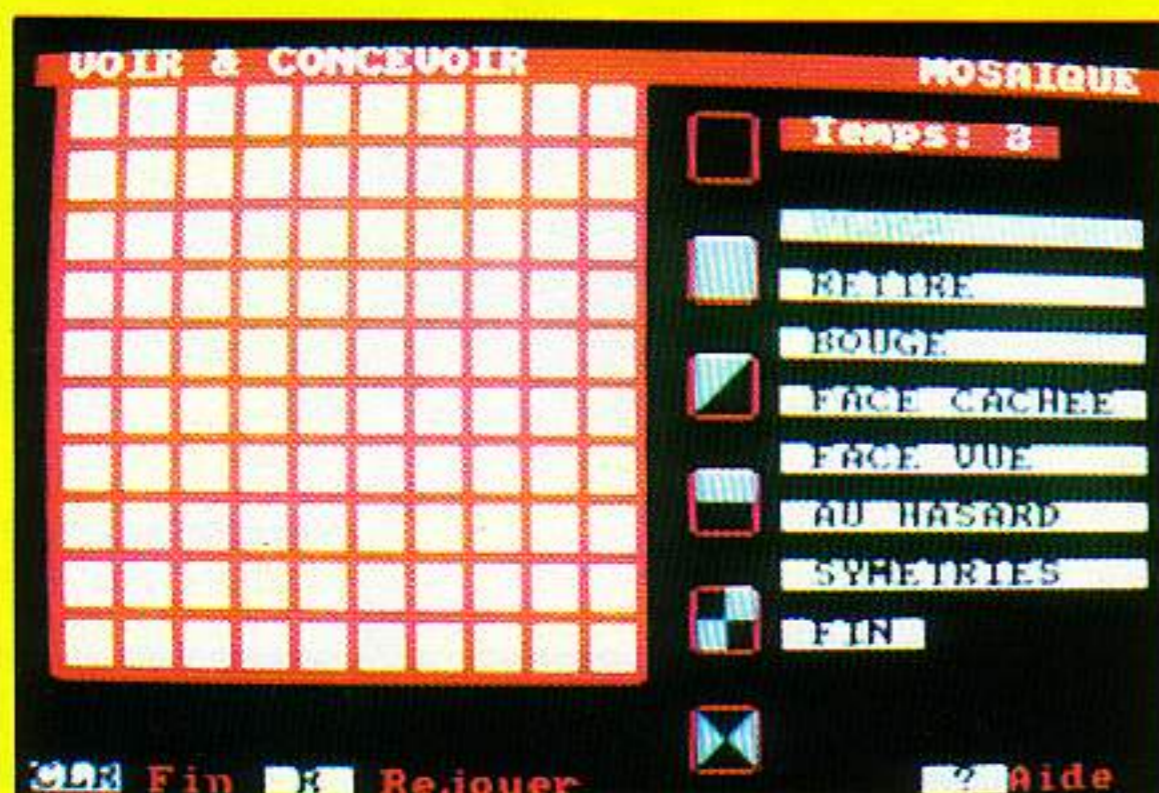 VOIR & CONCEVOIR
MOSAIQUE
Temps: 8
RETIRE
BOUGE
FACE CACHEE
FACE VUE
AU HASARD
SYMETRIES
FIN
Fin
Rejouer
? Aide